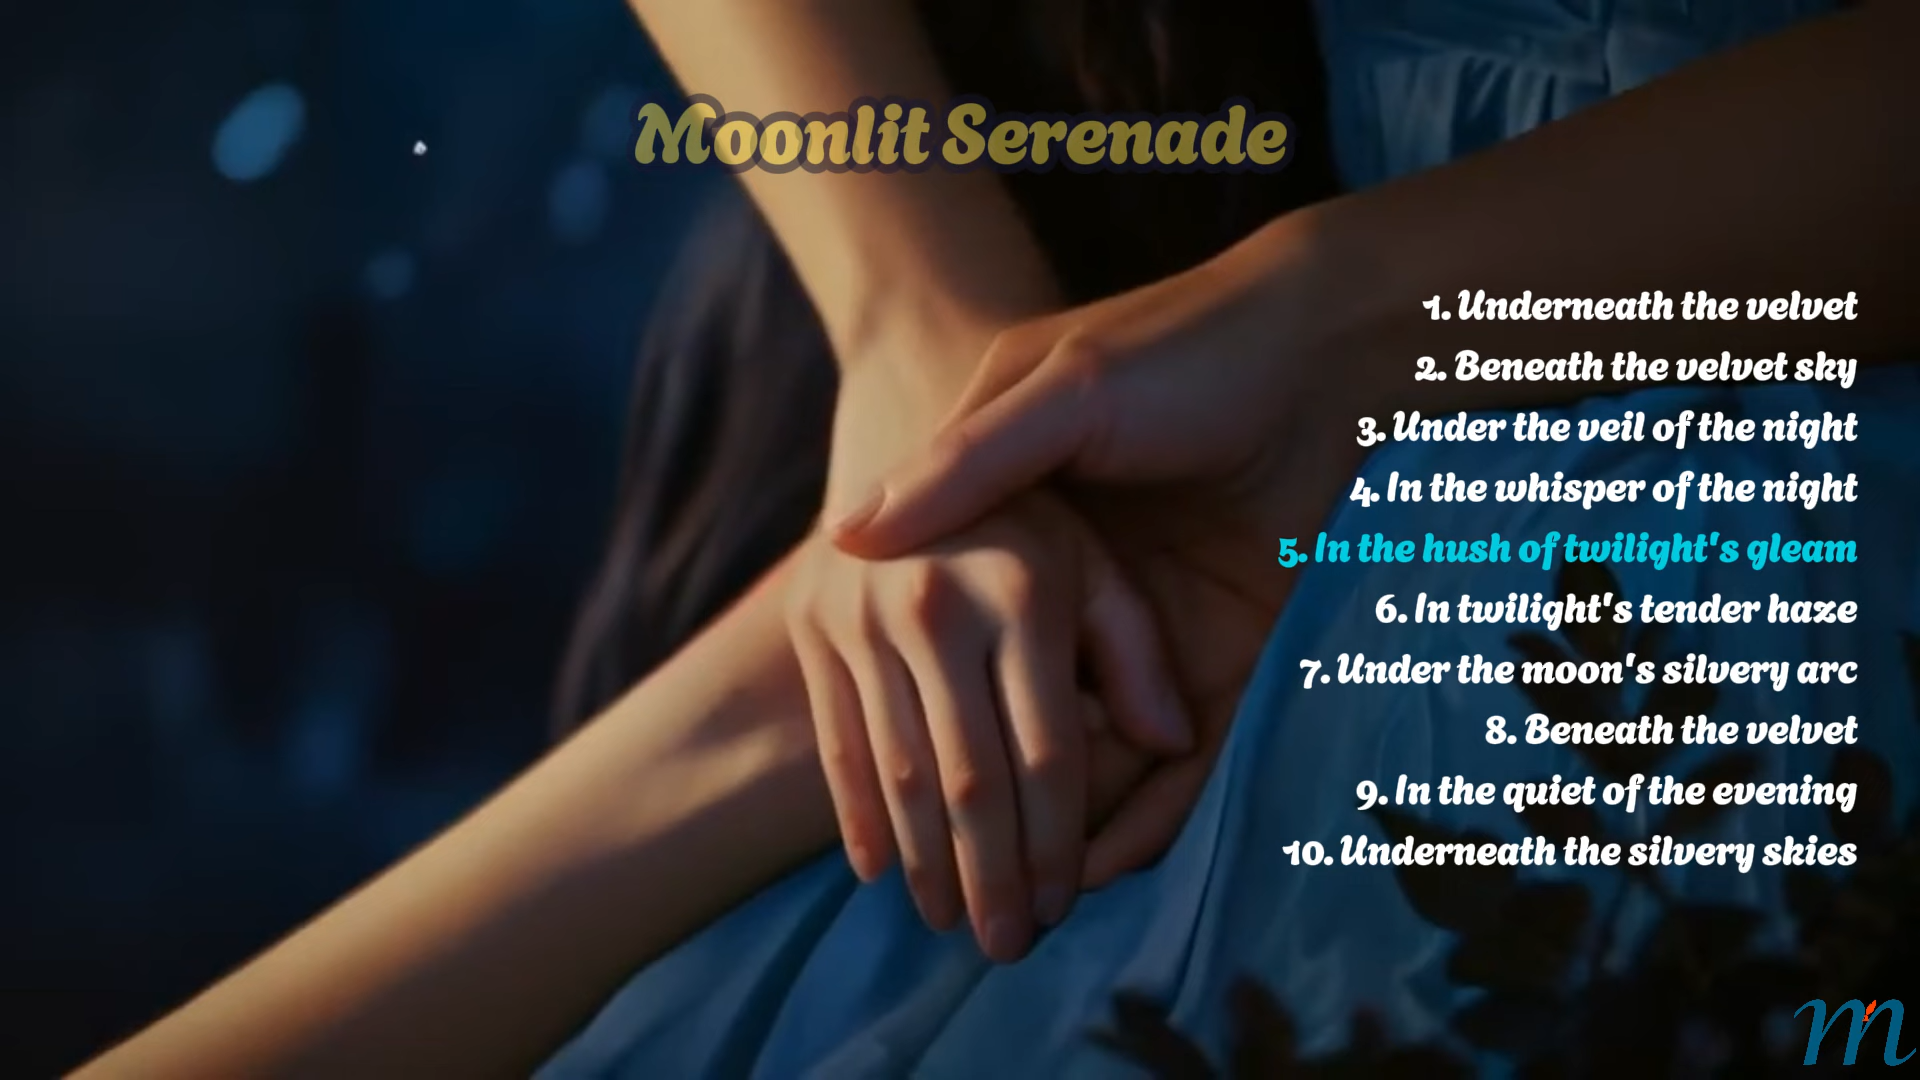 Moonlit Serenade
1. Underneath the velvet
2. Beneath the velvet sky
3. Under the veil of the night
4. In the whisper of the night
5. In the hush of twilight's gleam
6. In twilight's tender haze
7. Under the moon's silvery arc
8. Beneath the velvet
9. In the quiet of the evening
10. Underneath the silvery skies
m